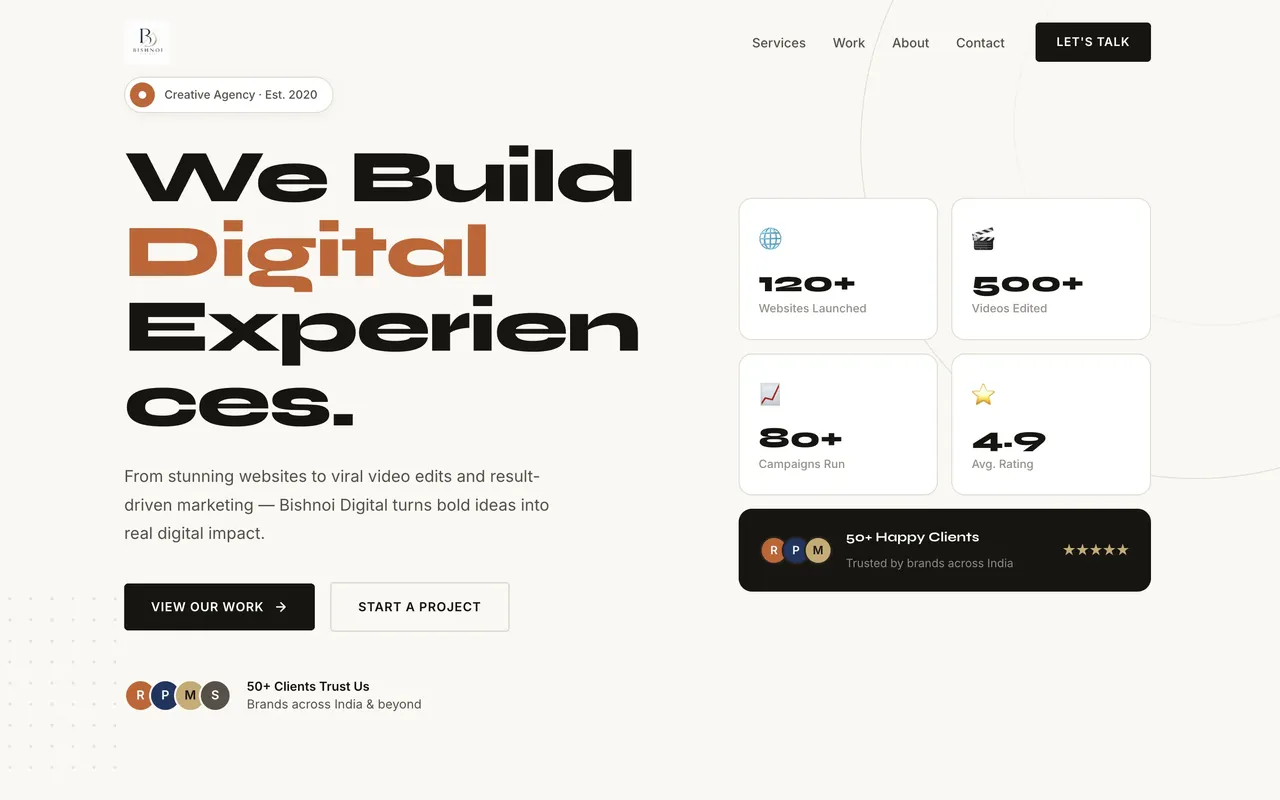 BISHNOI
Services
Work
About
Contact
LET'S TALK
Creative Agency · Est. 2020
We Build
Digital
Experien
ces.
From stunning websites to viral video edits and result-
driven marketing — Bishnoi Digital turns bold ideas into
real digital impact.
VIEW OUR WORK →
START A PROJECT
R P M S
50+ Clients Trust Us
Brands across India & beyond
120+
Websites Launched
500+
Videos Edited
80+
Campaigns Run
4.9
Avg. Rating
R P M
50+ Happy Clients
Trusted by brands across India
★★★★★